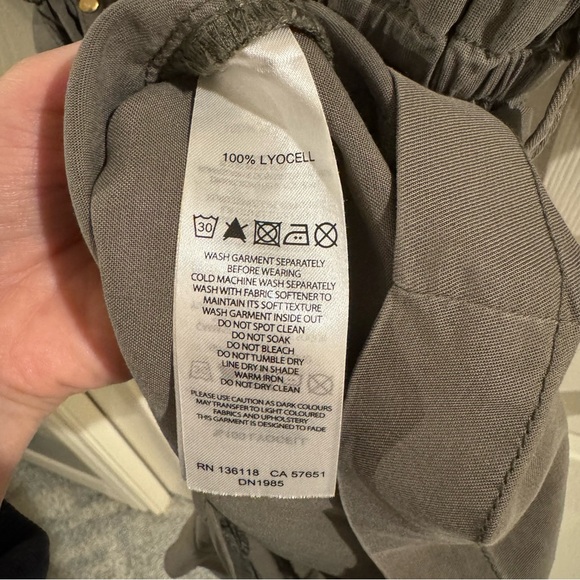 100% LYOCELL
30
WASH GARMENT SEPARATELY
BEFORE WEARING
COLD MACHINE WASH SEPARATELY
WASH WITH FABRIC SOFTENER TO
MAINTAIN ITS SOFT TEXTURE
WASH GARMENT INSIDE OUT
DO NOT SPOT CLEAN
DO NOT SOAK
DO NOT BLEACH
DO NOT TUMBLE DRY
LINE DRY IN SHADE
WARM IRON
DO NOT DRY CLEAN
PLEASE USE CAUTION AS DARK COLOURS
MAY TRANSFER TO LIGHT COLOURED
FABRICS AND UPHOLSTERY
THIS GARMENT IS DESIGNED TO FADE
RN 136118 CA 57651
DN1985